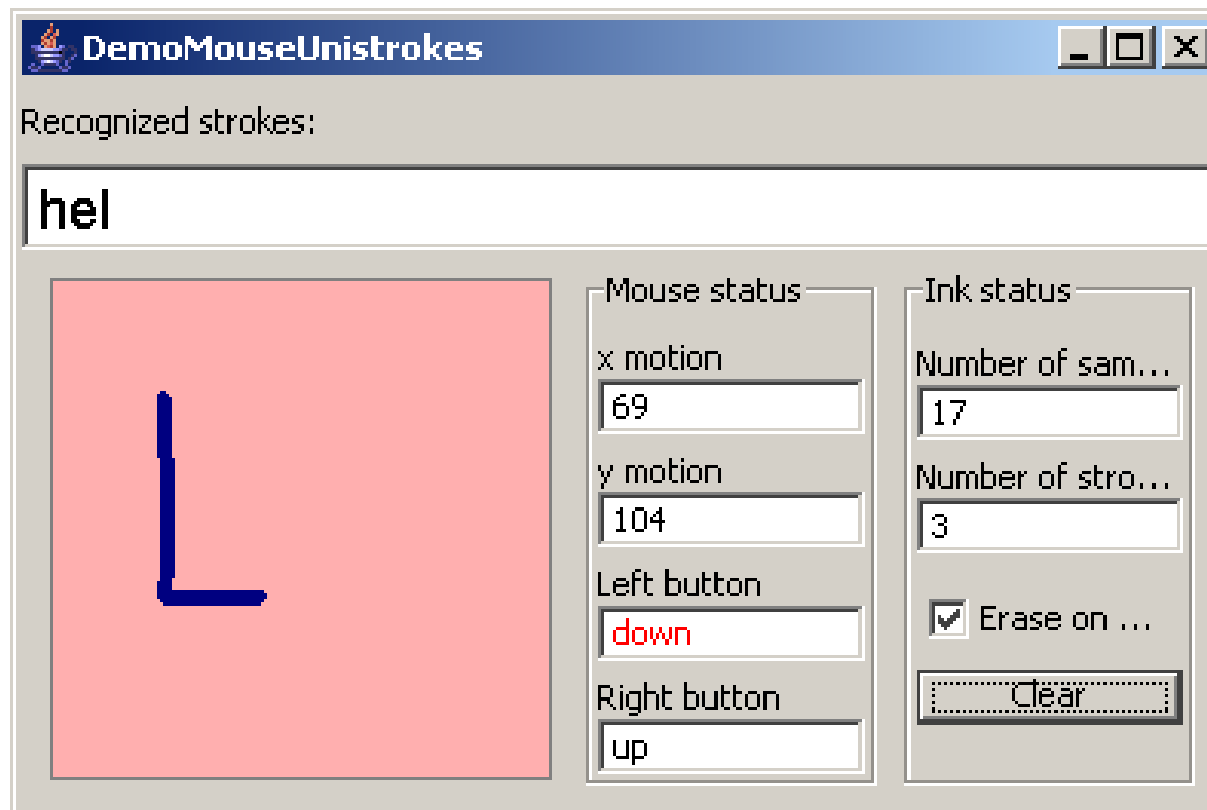 DemoMouseUnistrokes
Recognized strokes:
hel
Mouse status
x motion
69
y motion
104
Left button
down
Right button
up
Ink status
Number of sam...
17
Number of stro...
3
Erase on ...
Clear